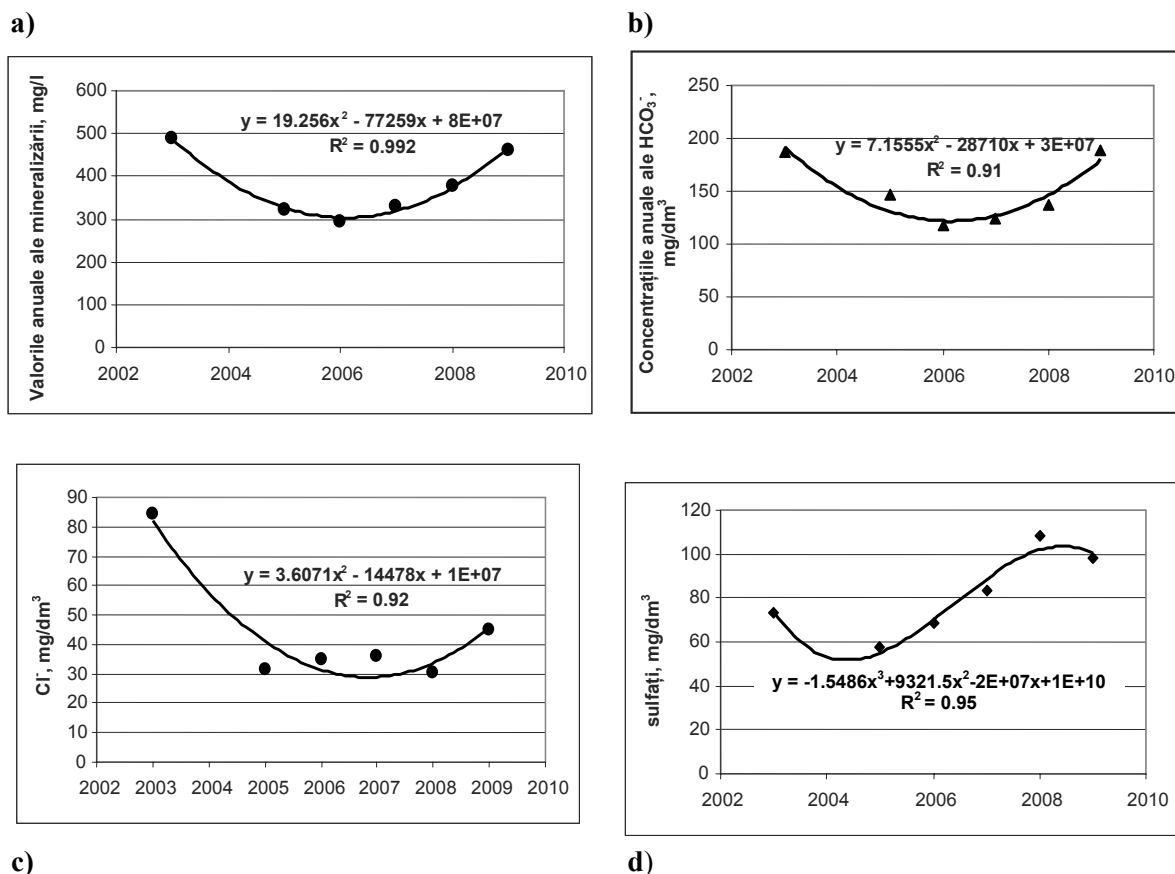 a)
b)
Valorile anuale ale mineralizării, mg/l
600
500
400
300
200
100
0
y = 19.256x² - 77259x + 8E+07
R² = 0.992
2002 2004 2006 2008 2010
Concentrațiile anuale ale HCO₃⁻,
mg/dm³
250
200
150
100
50
0
y = 7.1555x² - 28710x + 3E+07
R² = 0.91
2002 2004 2006 2008 2010
Cl⁻, mg/dm³
90
80
70
60
50
40
30
20
10
0
y = 3.6071x² - 14478x + 1E+07
R² = 0.92
2002 2003 2004 2005 2006 2007 2008 2009 2010
sulfați, mg/dm³
120
100
80
60
40
20
0
y = -1.5486x³+9321.5x²-2E+07x+1E+10
R² = 0.95
2002 2004 2006 2008 2010
c)
d)